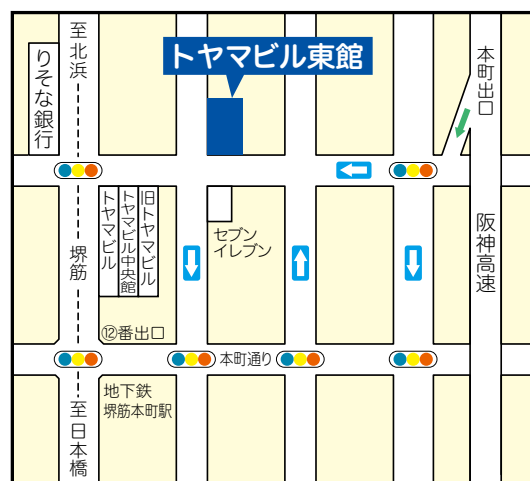 至北浜
りそな銀行
トヤマビル東館
本町出口
トヤマビル
トヤマビル中央館
旧トヤマビル
セブン
イレブン
堺筋
阪神高速
⑫番出口
本町通り
地下鉄
堺筋本町駅
至日本橋